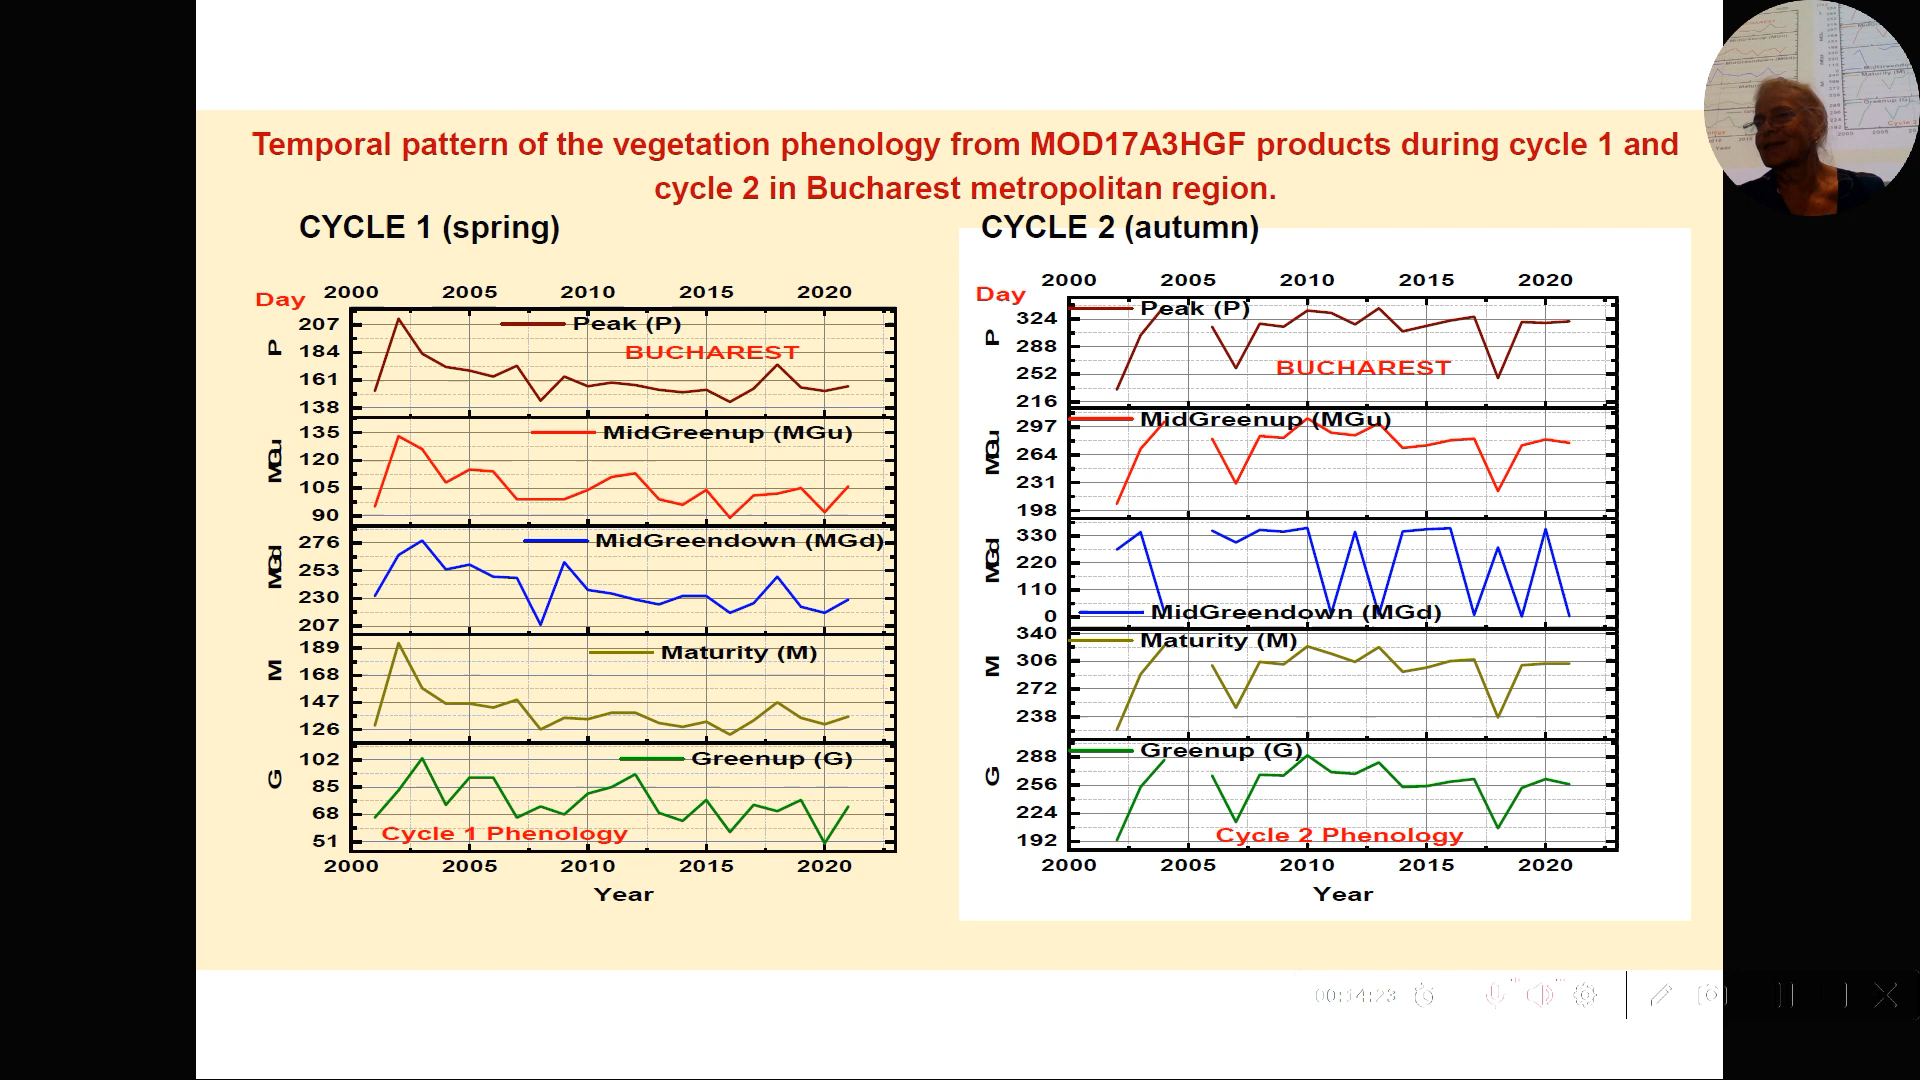 Temporal pattern of the vegetation phenology from MOD17A3HGF products during cycle 1 and
cycle 2 in Bucharest metropolitan region.
CYCLE 1 (spring)
Day
2000 2005 2010 2015 2020
P
207
184
161
138
Peak (P)
BUCHAREST
MGu
135
120
105
90
MidGreenup (MGu)
MGd
276
253
230
207
MidGreendown (MGd)
M
189
168
147
126
Maturity (M)
G
102
85
68
51
Greenup (G)
Cycle 1 Phenology
2000 2005 2010 2015 2020
Year
CYCLE 2 (autumn)
2000 2005 2010 2015 2020
Day
P
324
288
252
216
Peak (P)
BUCHAREST
MGu
297
264
231
198
MidGreenup (MGu)
MGd
330
220
110
0
MidGreendown (MGd)
M
340
306
272
238
Maturity (M)
G
288
256
224
192
Greenup (G)
Cycle 2 Phenology
2000 2005 2010 2015 2020
Year
00:14:23